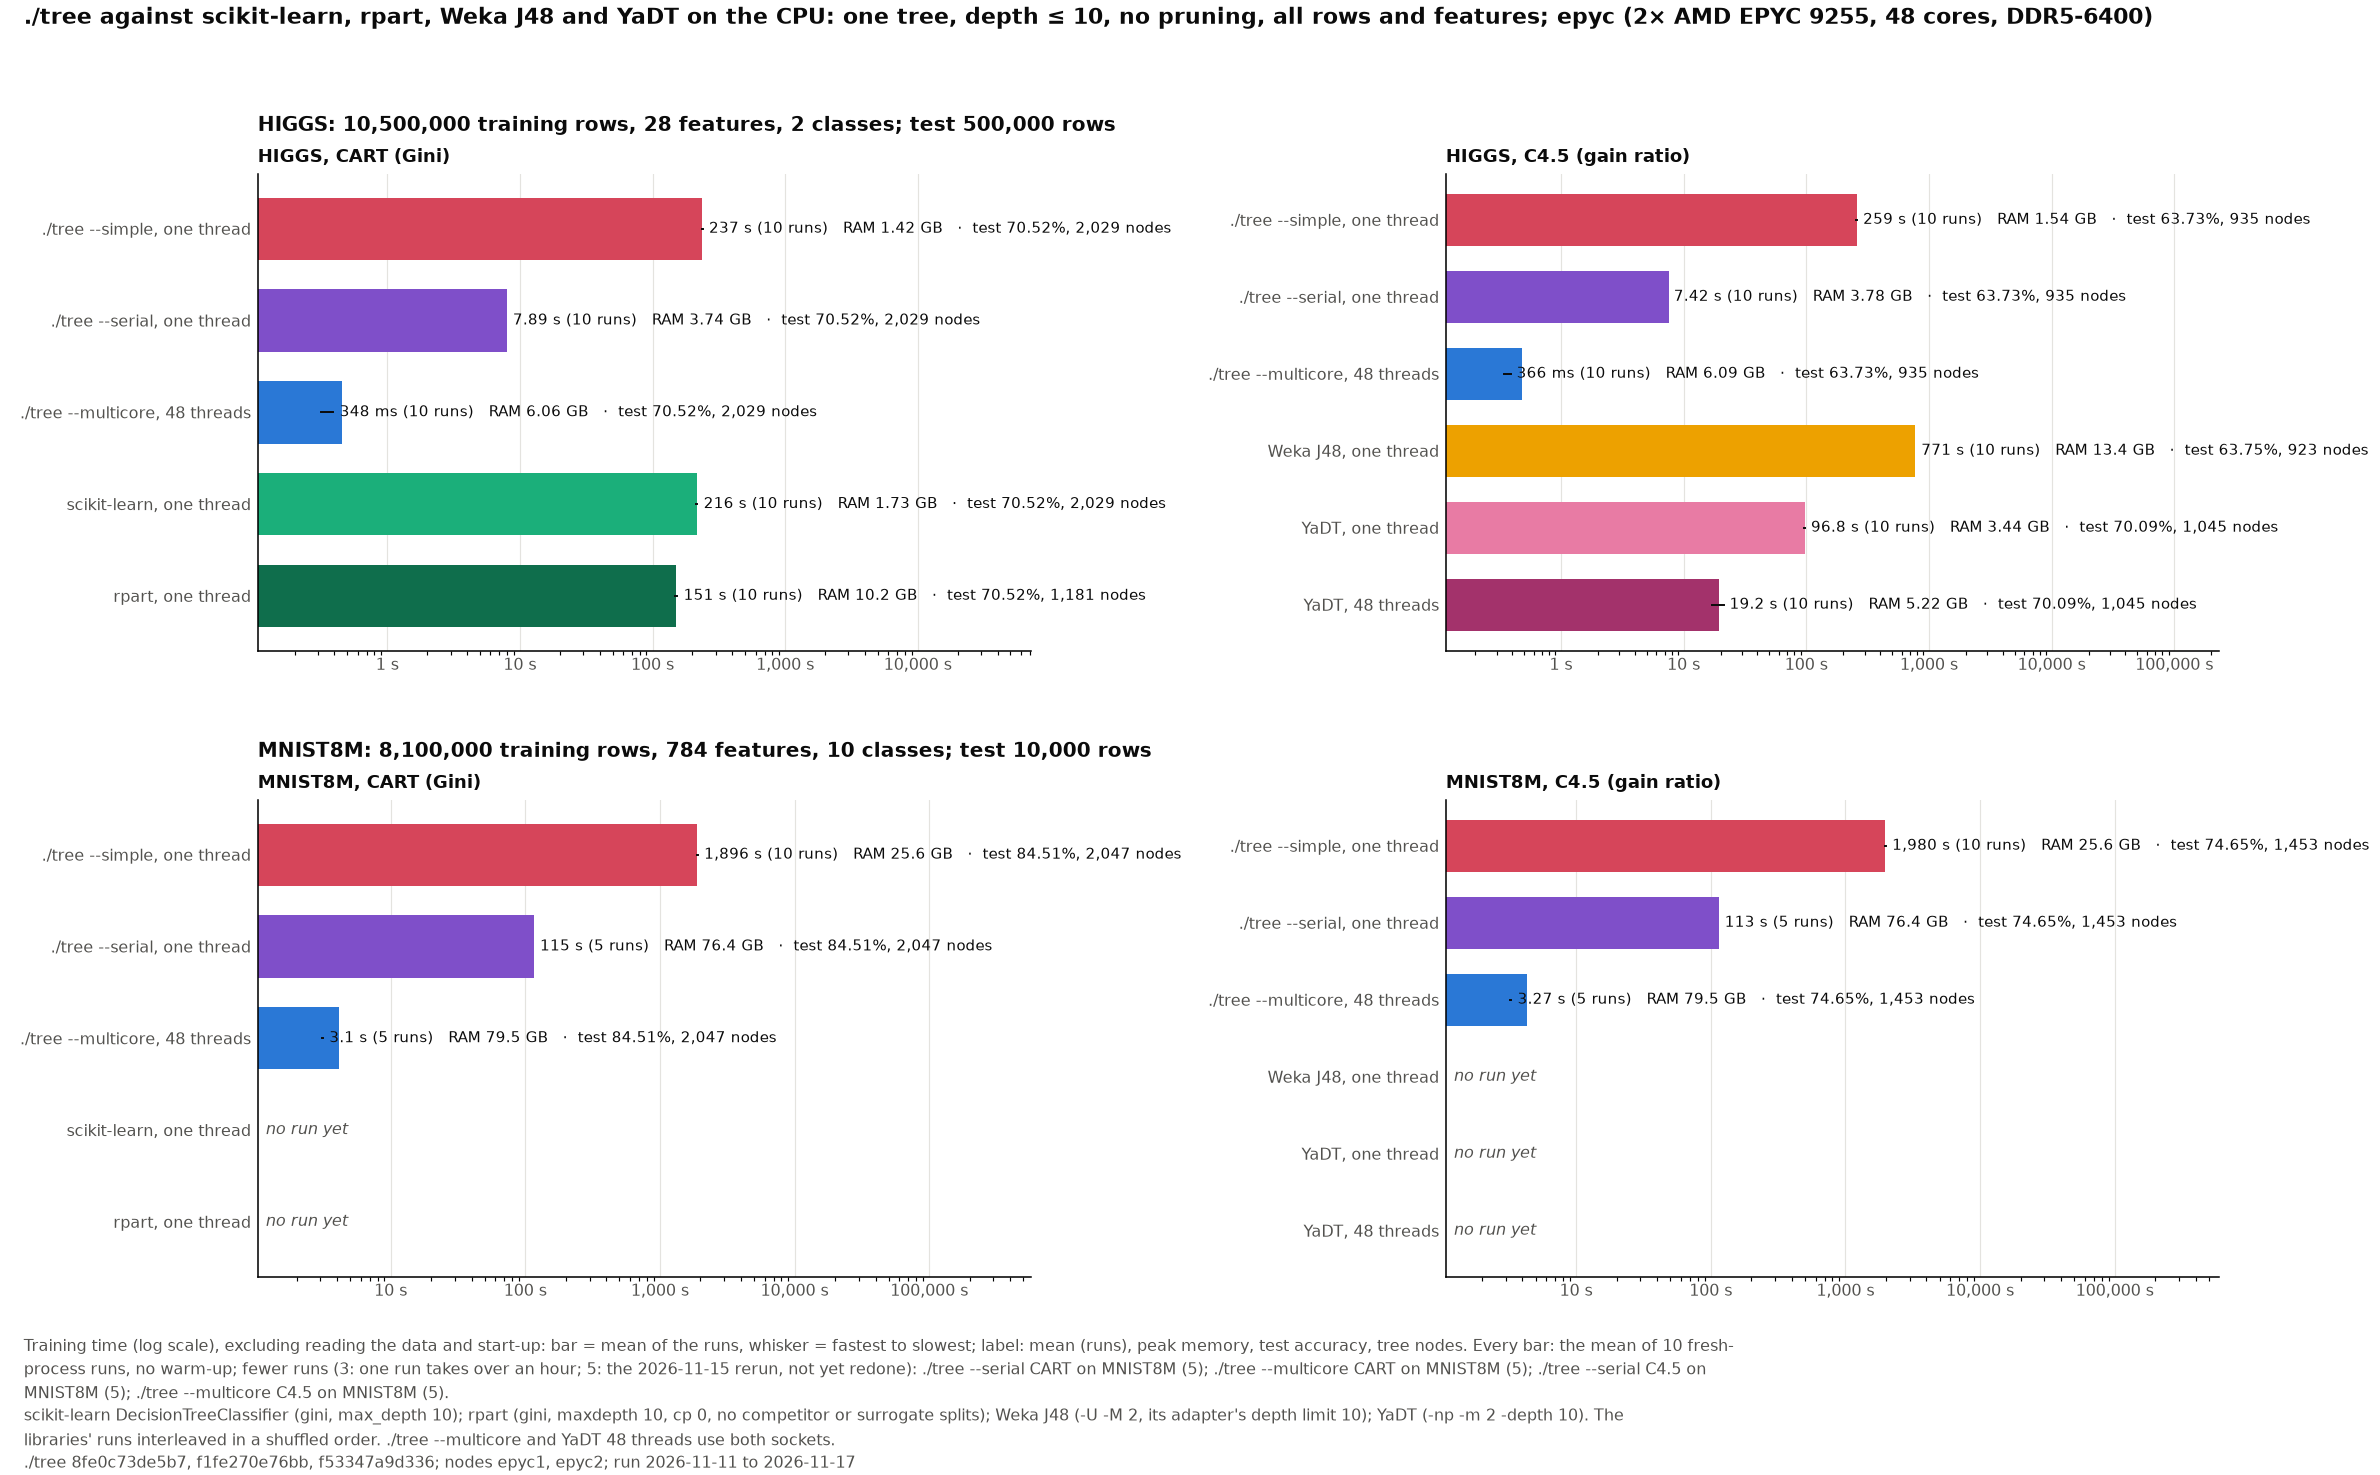 ./tree against scikit-learn, rpart, Weka J48 and YaDT on the CPU: one tree, depth ≤ 10, no pruning, all rows and features; epyc (2× AMD EPYC 9255, 48 cores, DDR5-6400)
HIGGS: 10,500,000 training rows, 28 features, 2 classes; test 500,000 rows
HIGGS, CART (Gini)
./tree --simple, one thread
237 s (10 runs) RAM 1.42 GB · test 70.52%, 2,029 nodes
./tree --serial, one thread
7.89 s (10 runs) RAM 3.74 GB · test 70.52%, 2,029 nodes
./tree --multicore, 48 threads
348 ms (10 runs) RAM 6.06 GB · test 70.52%, 2,029 nodes
scikit-learn, one thread
216 s (10 runs) RAM 1.73 GB · test 70.52%, 2,029 nodes
rpart, one thread
151 s (10 runs) RAM 10.2 GB · test 70.52%, 1,181 nodes
1 s 10 s 100 s 1,000 s 10,000 s
HIGGS, C4.5 (gain ratio)
./tree --simple, one thread
259 s (10 runs) RAM 1.54 GB · test 63.73%, 935 nodes
./tree --serial, one thread
7.42 s (10 runs) RAM 3.78 GB · test 63.73%, 935 nodes
./tree --multicore, 48 threads
366 ms (10 runs) RAM 6.09 GB · test 63.73%, 935 nodes
Weka J48, one thread
771 s (10 runs) RAM 13.4 GB · test 63.75%, 923 nodes
YaDT, one thread
96.8 s (10 runs) RAM 3.44 GB · test 70.09%, 1,045 nodes
YaDT, 48 threads
19.2 s (10 runs) RAM 5.22 GB · test 70.09%, 1,045 nodes
1 s 10 s 100 s 1,000 s 10,000 s 100,000 s
MNIST8M: 8,100,000 training rows, 784 features, 10 classes; test 10,000 rows
MNIST8M, CART (Gini)
./tree --simple, one thread
1,896 s (10 runs) RAM 25.6 GB · test 84.51%, 2,047 nodes
./tree --serial, one thread
115 s (5 runs) RAM 76.4 GB · test 84.51%, 2,047 nodes
./tree --multicore, 48 threads
3.1 s (5 runs) RAM 79.5 GB · test 84.51%, 2,047 nodes
scikit-learn, one thread
no run yet
rpart, one thread
no run yet
10 s 100 s 1,000 s 10,000 s 100,000 s
MNIST8M, C4.5 (gain ratio)
./tree --simple, one thread
1,980 s (10 runs) RAM 25.6 GB · test 74.65%, 1,453 nodes
./tree --serial, one thread
113 s (5 runs) RAM 76.4 GB · test 74.65%, 1,453 nodes
./tree --multicore, 48 threads
3.27 s (5 runs) RAM 79.5 GB · test 74.65%, 1,453 nodes
Weka J48, one thread
no run yet
YaDT, one thread
no run yet
YaDT, 48 threads
no run yet
10 s 100 s 1,000 s 10,000 s 100,000 s
Training time (log scale), excluding reading the data and start-up: bar = mean of the runs, whisker = fastest to slowest; label: mean (runs), peak memory, test accuracy, tree nodes. Every bar: the mean of 10 fresh-
process runs, no warm-up; fewer runs (3: one run takes over an hour; 5: the 2026-11-15 rerun, not yet redone): ./tree --serial CART on MNIST8M (5); ./tree --multicore CART on MNIST8M (5); ./tree --serial C4.5 on
MNIST8M (5); ./tree --multicore C4.5 on MNIST8M (5).
scikit-learn DecisionTreeClassifier (gini, max_depth 10); rpart (gini, maxdepth 10, cp 0, no competitor or surrogate splits); Weka J48 (-U -M 2, its adapter's depth limit 10); YaDT (-np -m 2 -depth 10). The
libraries' runs interleaved in a shuffled order. ./tree --multicore and YaDT 48 threads use both sockets.
./tree 8fe0c73de5b7, f1fe270e76bb, f53347a9d336; nodes epyc1, epyc2; run 2026-11-11 to 2026-11-17